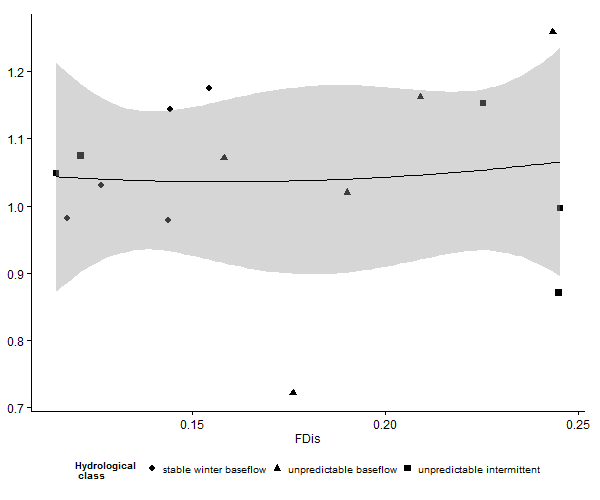 1.2
1.1
1.0
0.9
0.8
0.7
0.15 0.20 0.25
FDis
Hydrological
class
stable winter baseflow unpredictable baseflow unpredictable intermittent